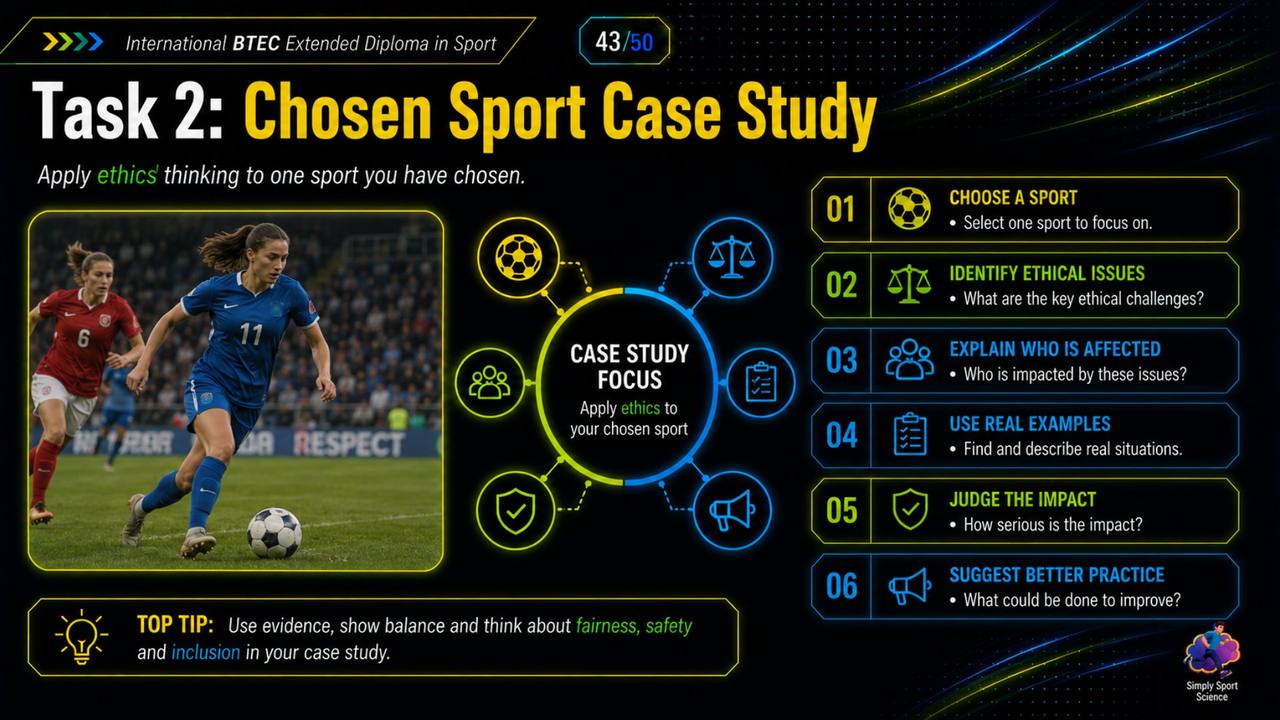 International BTEC Extended Diploma in Sport
43/50
Task 2: Chosen Sport Case Study
Apply ethics' thinking to one sport you have chosen.
6
11
RESPECT
CASE STUDY
FOCUS
Apply ethics to
your chosen sport
01
CHOOSE A SPORT
• Select one sport to focus on.
02
IDENTIFY ETHICAL ISSUES
• What are the key ethical challenges?
03
EXPLAIN WHO IS AFFECTED
• Who is impacted by these issues?
04
USE REAL EXAMPLES
• Find and describe real situations.
05
JUDGE THE IMPACT
• How serious is the impact?
06
SUGGEST BETTER PRACTICE
• What could be done to improve?
TOP TIP: Use evidence, show balance and think about fairness, safety
and inclusion in your case study.
Simply Sport
Science